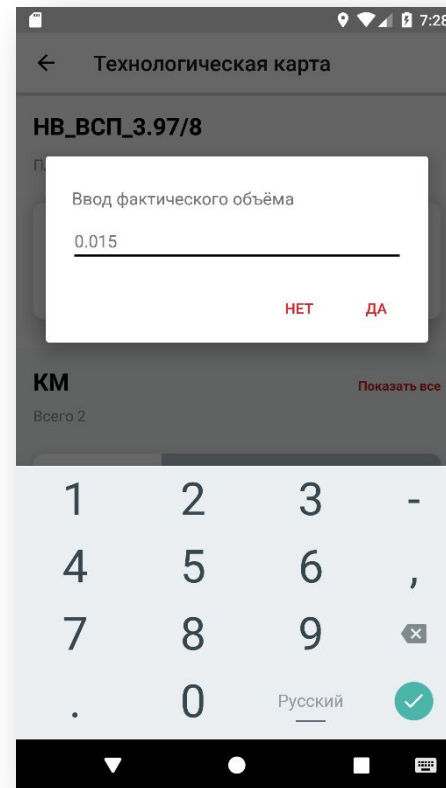 7:28
Технологическая карта
НВ_ВСП_3.97/8
Ввод фактического объёма
0.015
НЕТ ДА
КМ
Показать все
Всего 2
1 2 3 -
4 5 6 ,
7 8 9
. 0 Русский